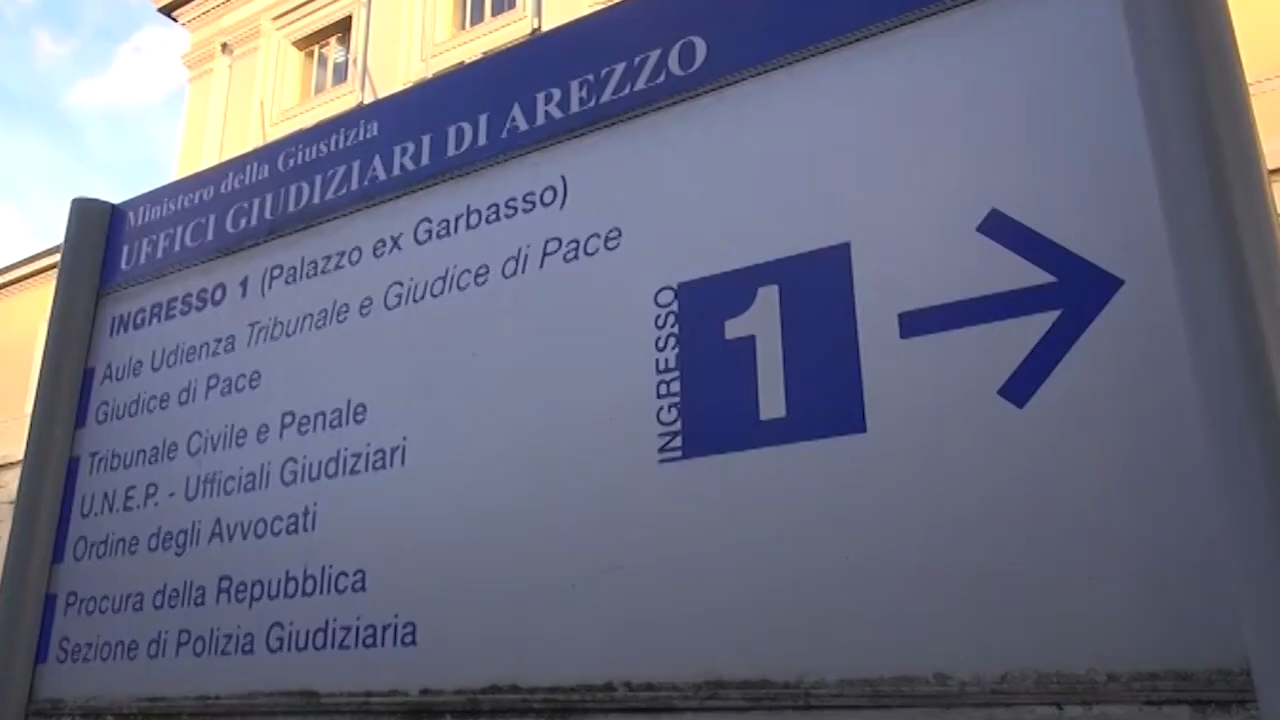 Ministero della Giustizia
UFFICI GIUDIZIARI DI AREZZO
INGRESSO 1 (Palazzo ex Garbasso)
Aule Udienza Tribunale e Giudice di Pace
Giudice di Pace
Tribunale Civile e Penale
U.N.E.P. - Ufficiali Giudiziari
Ordine degli Avvocati
Procura della Repubblica
Sezione di Polizia Giudiziaria
INGRESSO
1